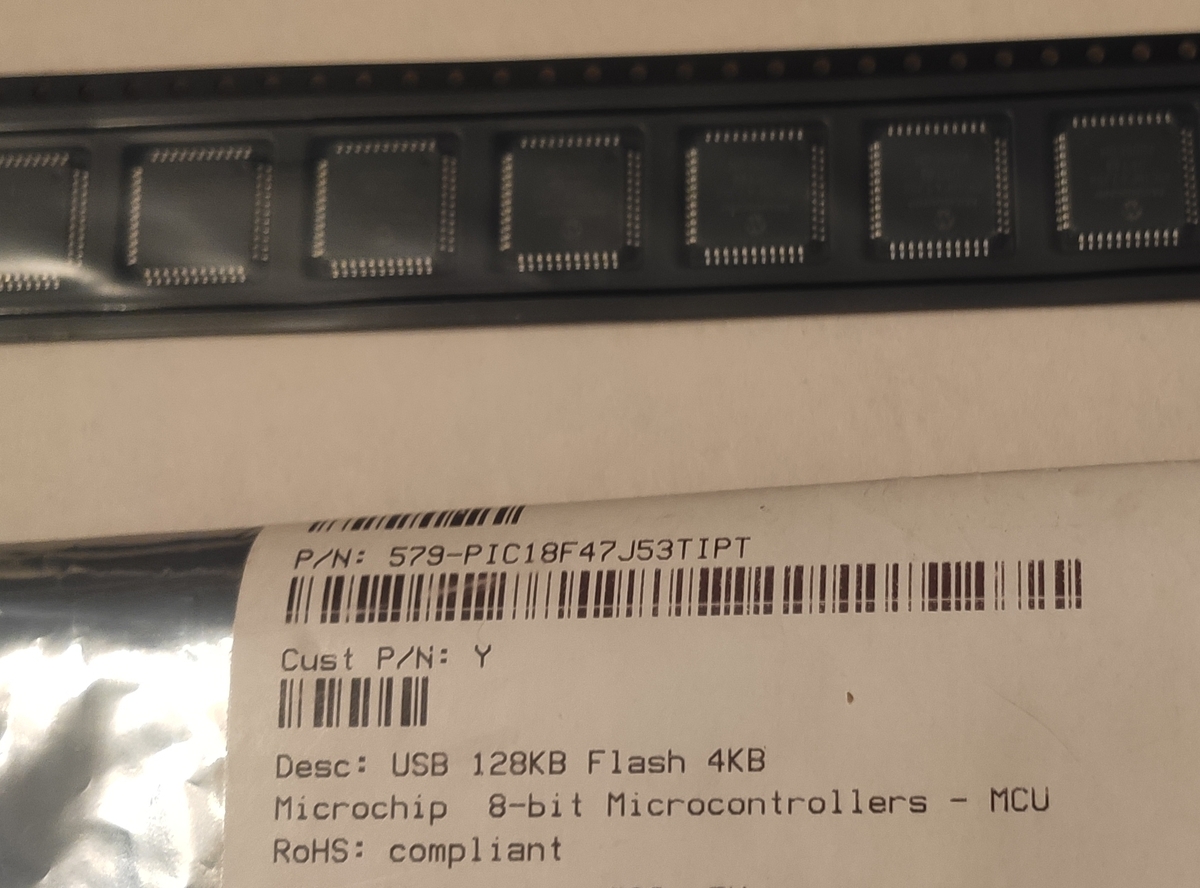 P/N: 579-PIC18F47J53TIPT
Cust P/N: Y
Desc: USB 128KB Flash 4KB
Microchip 8-bit Microcontrollers - MCU
RoHS: compliant